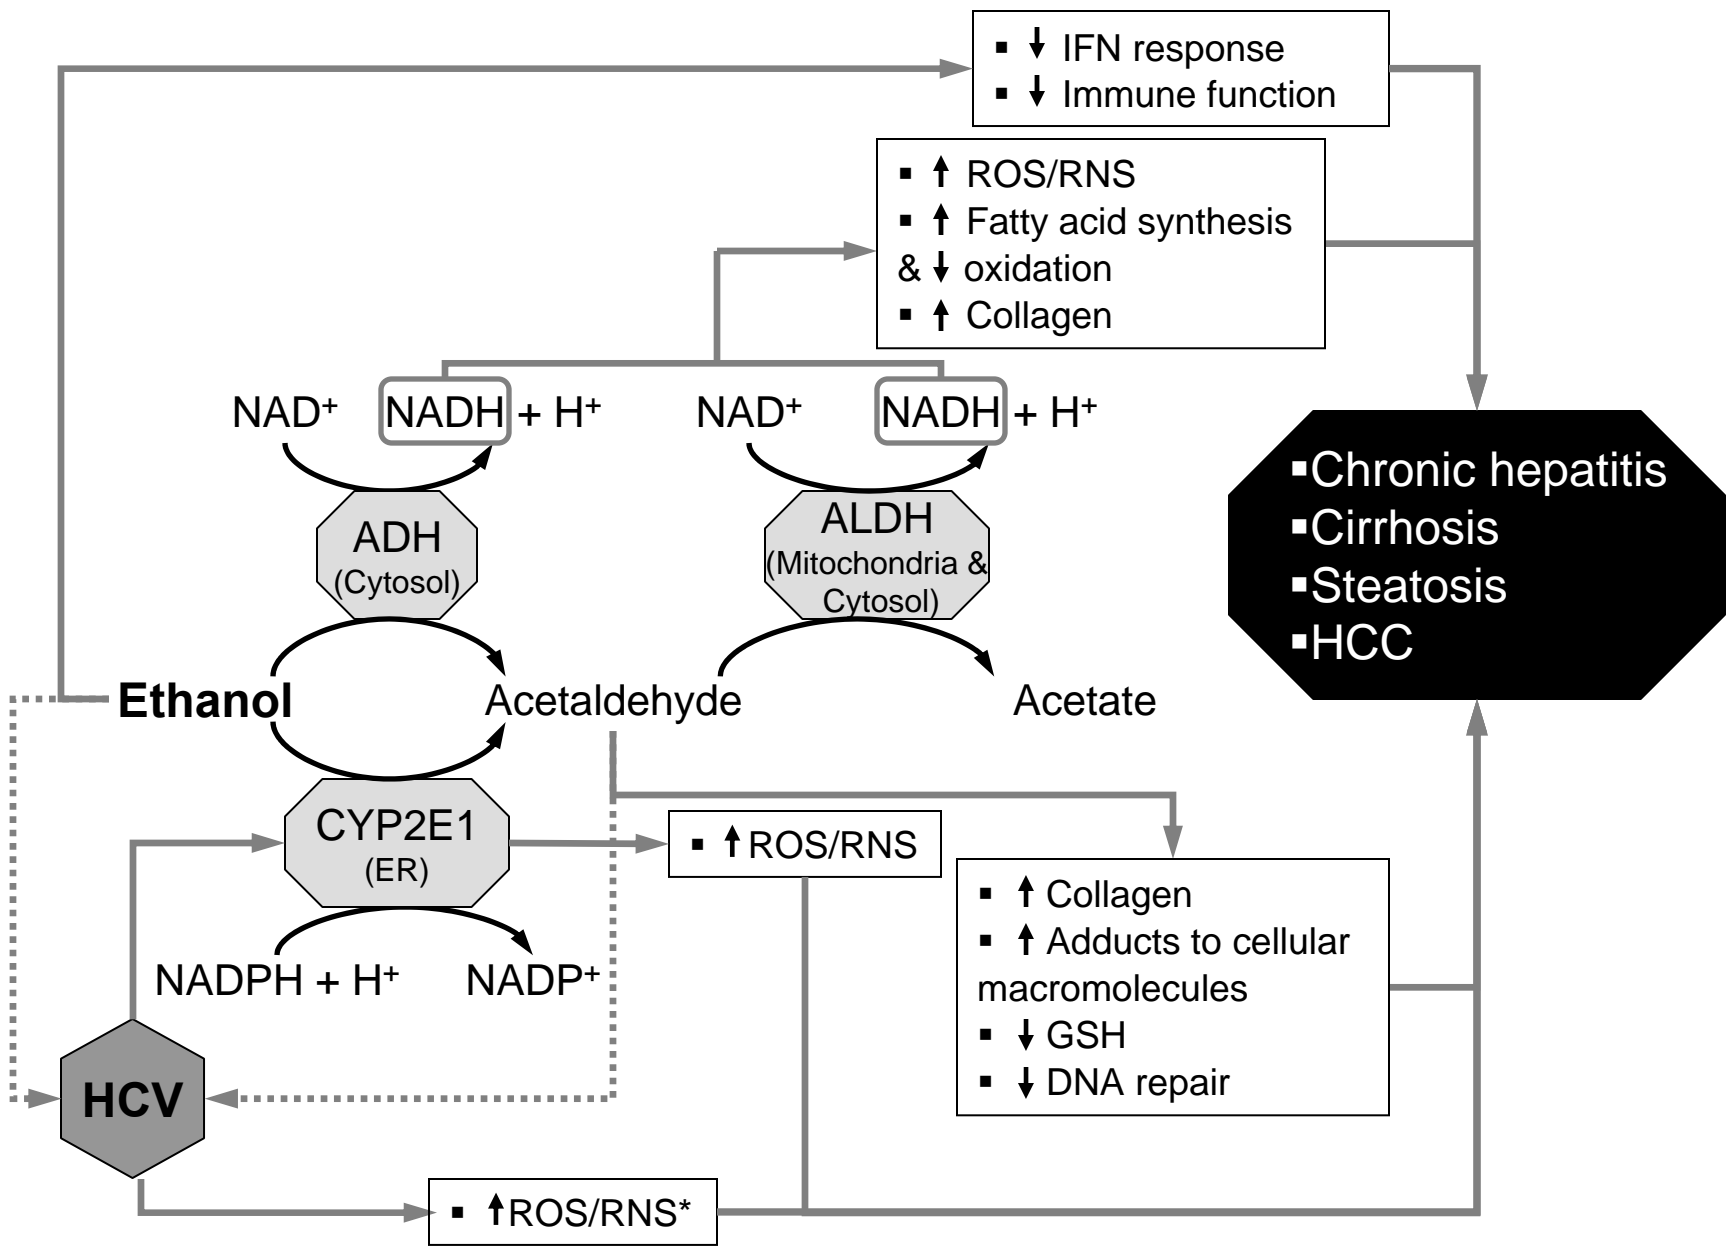 ▪ ↓ IFN response
▪ ↓ Immune function
▪ ↑ ROS/RNS
▪ ↑ Fatty acid synthesis
& ↓ oxidation
▪ ↑ Collagen
NAD⁺ NADH + H⁺ NAD⁺ NADH + H⁺
ADH
(Cytosol)
ALDH
(Mitochondria &
Cytosol)
▪Chronic hepatitis
▪Cirrhosis
▪Steatosis
▪HCC
Ethanol Acetaldehyde Acetate
CYP2E1
(ER)
▪ ↑ ROS/RNS
NADPH + H⁺ NADP⁺
▪ ↑ Collagen
▪ ↑ Adducts to cellular
macromolecules
▪ ↓ GSH
▪ ↓ DNA repair
HCV
▪ ↑ROS/RNS*